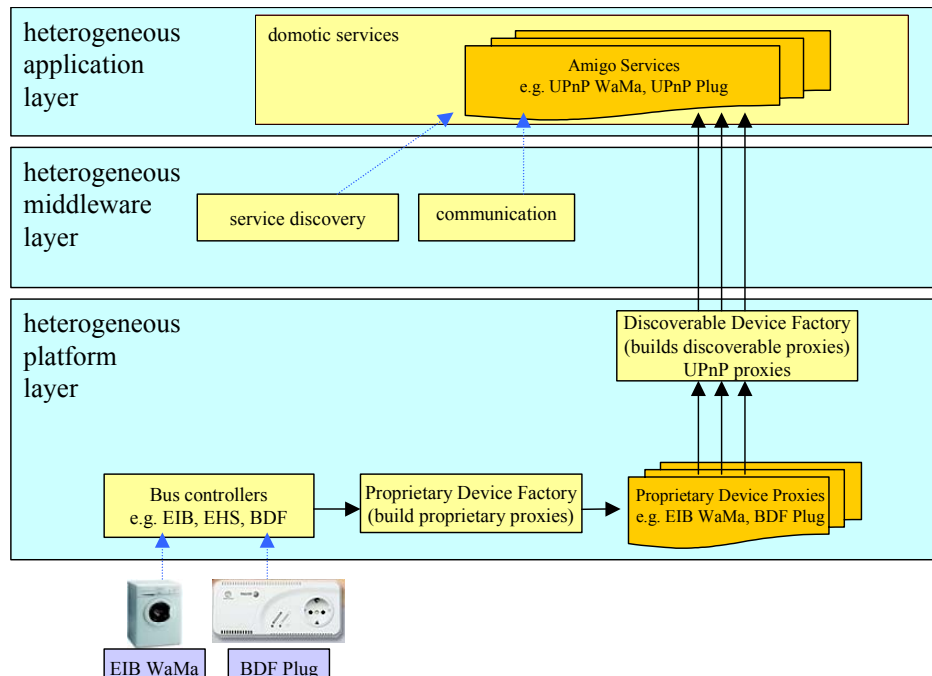 heterogeneous
application
layer
domotic services
Amigo Services
e.g. UPnP WaMa, UPnP Plug
heterogeneous
middleware
layer
service discovery
communication
heterogeneous
platform
layer
Discoverable Device Factory
(builds discoverable proxies)
UPnP proxies
Bus controllers
e.g. EIB, EHS, BDF
Proprietary Device Factory
(build proprietary proxies)
Proprietary Device Proxies
e.g. EIB WaMa, BDF Plug
EIB WaMa
BDF Plug